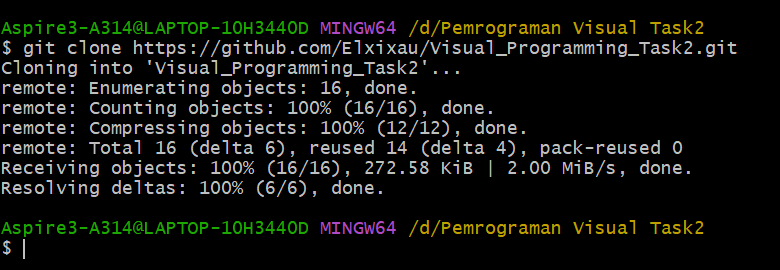 Aspire3-A314@LAPTOP-1OH344OD MINGW64 /d/Pemrograman Visual Task2
$ git clone https://github.com/Elxixau/Visual_Programming_Task2.git
Cloning into 'Visual_Programming_Task2'...
remote: Enumerating objects: 16, done.
remote: Counting objects: 100% (16/16), done.
remote: Compressing objects: 100% (12/12), done.
remote: Total 16 (delta 6), reused 14 (delta 4), pack-reused 0
Receiving objects: 100% (16/16), 272.58 KiB | 2.00 MiB/s, done.
Resolving deltas: 100% (6/6), done.
Aspire3-A314@LAPTOP-1OH344OD MINGW64 /d/Pemrograman Visual Task2
$